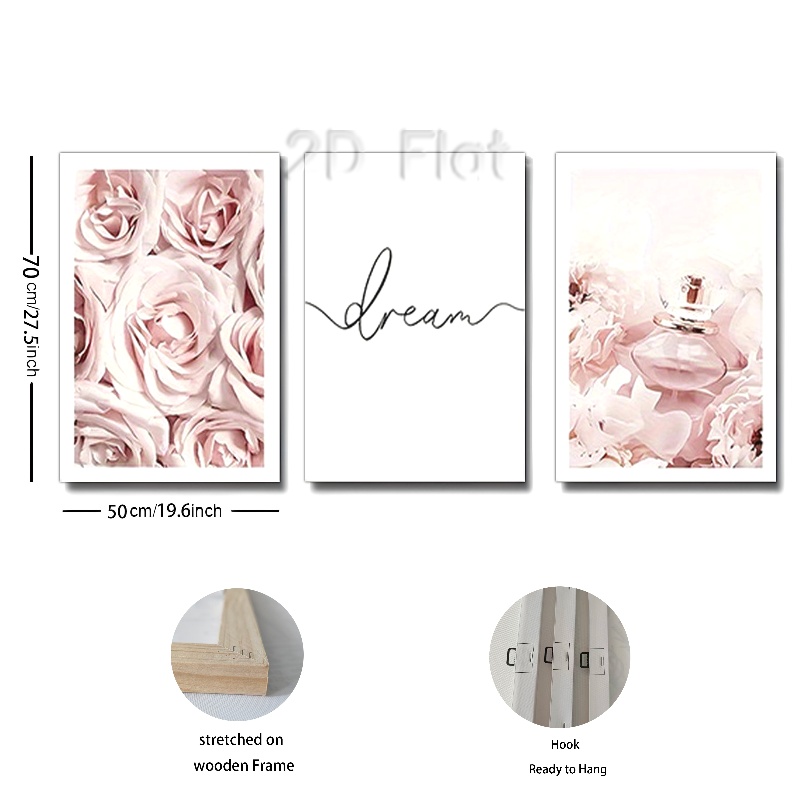 2D Flat
dream
70 cm/27.5inch
50cm/19.6inch
stretched on
wooden Frame
Hook
Ready to Hang